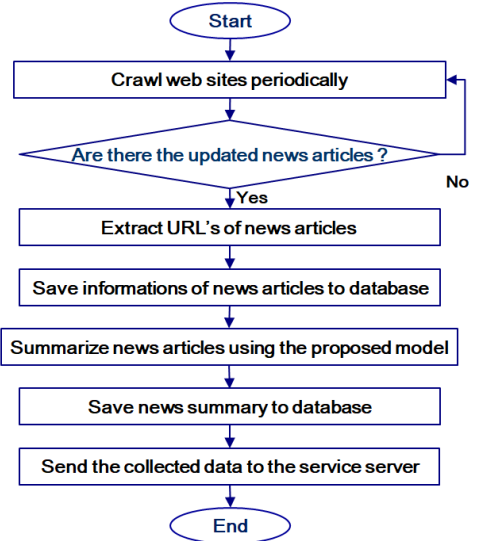 Start
Crawl web sites periodically
Are there the updated news articles ?
No
Yes
Extract URL's of news articles
Save informations of news articles to database
Summarize news articles using the proposed model
Save news summary to database
Send the collected data to the service server
End